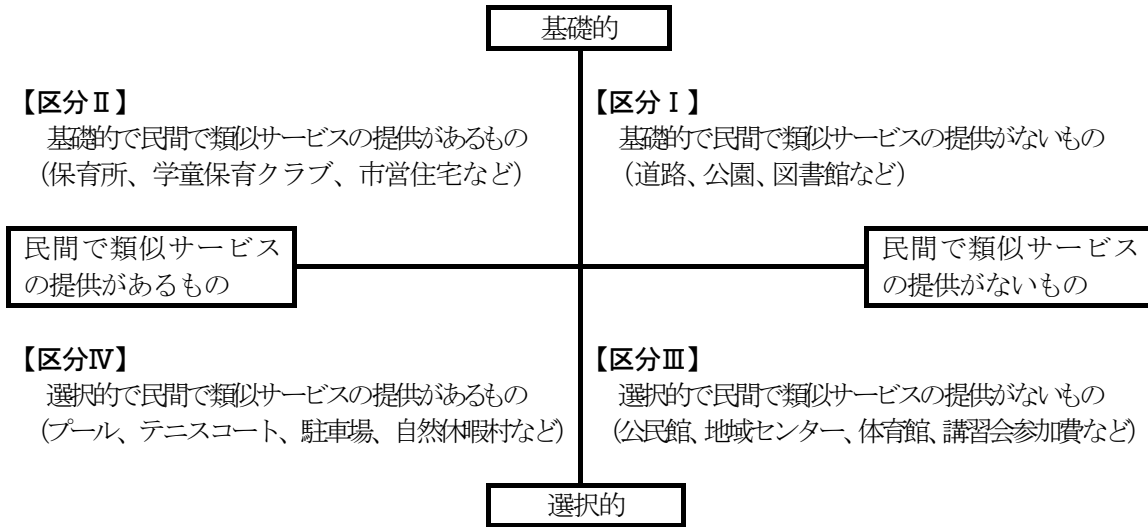 基礎的
【区分Ⅱ】
基礎的で民間で類似サービスの提供があるもの
(保育所、学童保育クラブ、市営住宅など)
【区分Ⅰ】
基礎的で民間で類似サービスの提供がないもの
(道路、公園、図書館など)
民間で類似サービス
の提供があるもの
民間で類似サービス
の提供がないもの
【区分Ⅳ】
選択的で民間で類似サービスの提供があるもの
(プール、テニスコート、駐車場、自然休暇村など)
【区分Ⅲ】
選択的で民間で類似サービスの提供がないもの
(公民館、地域センター、体育館、講習会参加費など)
選択的